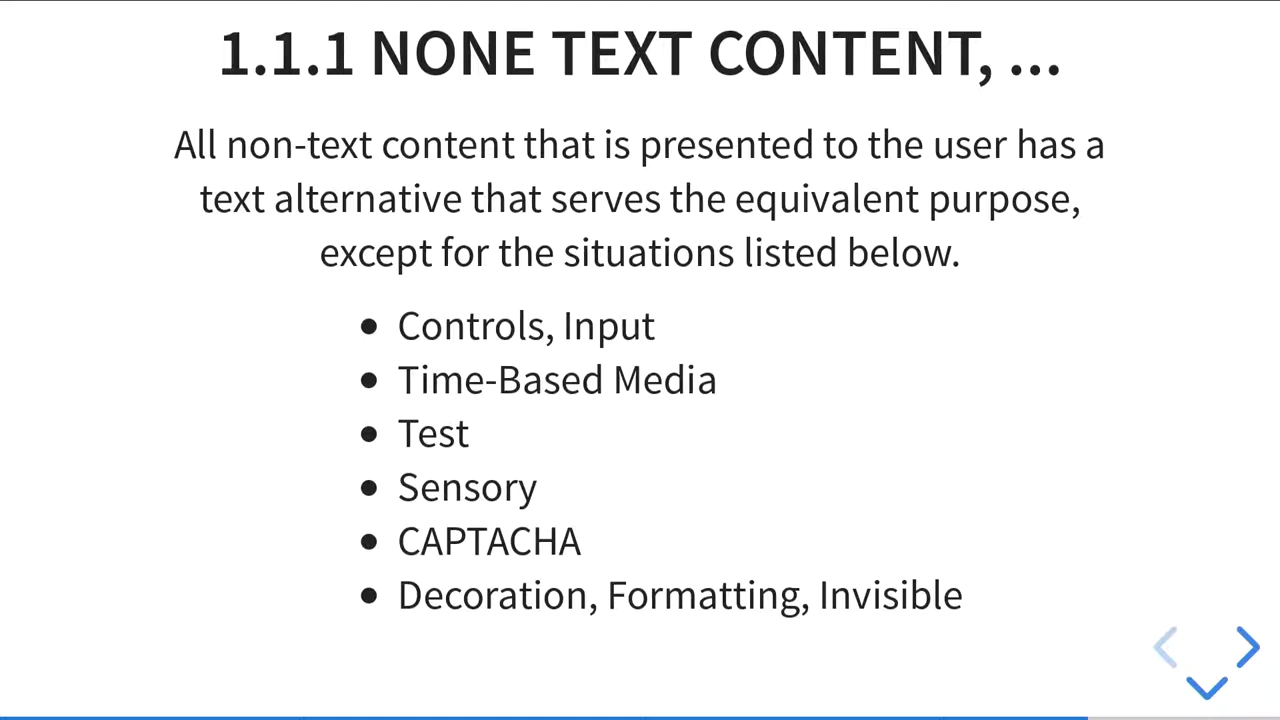 1.1.1 NONE TEXT CONTENT, ...
All non-text content that is presented to the user has a
text alternative that serves the equivalent purpose,
except for the situations listed below.
• Controls, Input
• Time-Based Media
• Test
• Sensory
• CAPTACHA
• Decoration, Formatting, Invisible